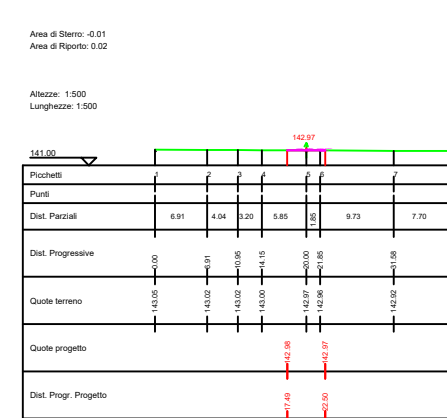 Area di Sterro: -0.01
Area di Riporto: 0.02
Altezze: 1:500
Lunghezze: 1:500
142.97
141.00
Picchetti 1 2 3 4 5 6 7
Punti
Dist. Parziali 6.91 4.04 3.20 5.85 1.85 9.73 7.70
Dist. Progressive 0.00 6.91 10.95 14.15 20.00 21.85 31.58
Quote terreno 143.05 143.02 143.02 143.00 142.97 142.96 142.92
Quote progetto 142.98 142.97
Dist. Progr. Progetto 17.49 22.50